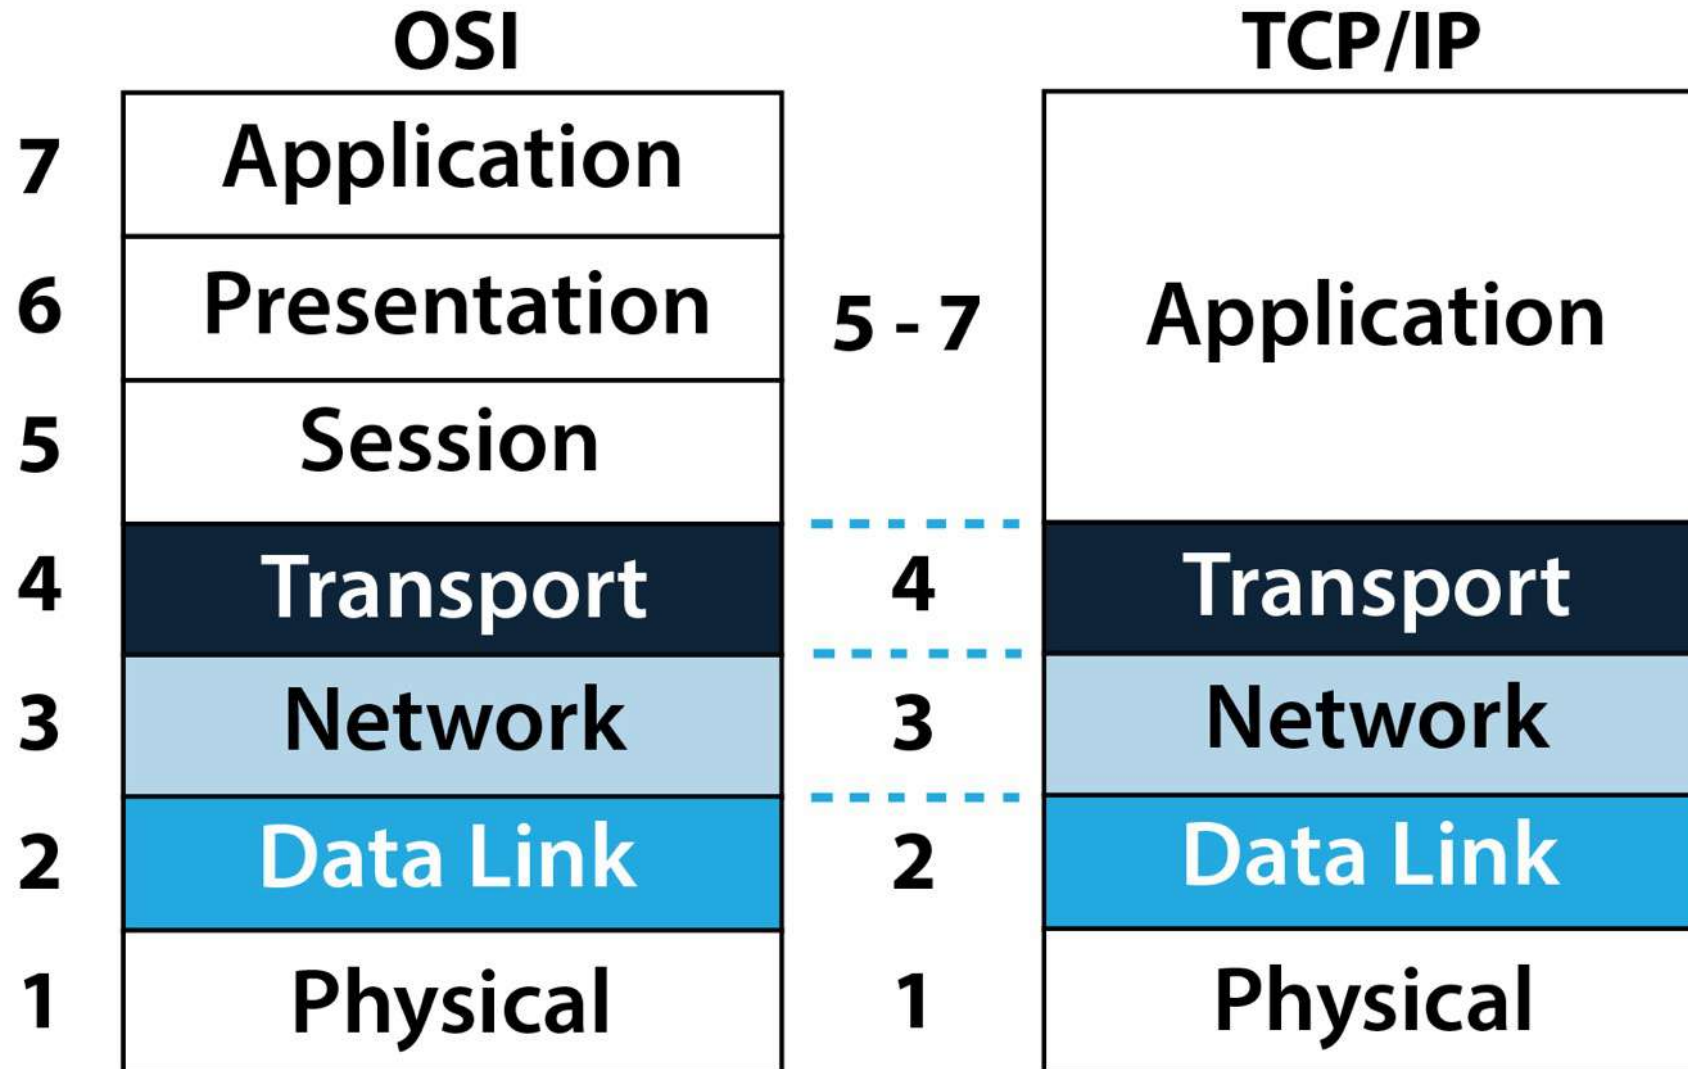 OSI
TCP/IP
7
Application
6
Presentation
5 - 7
Application
5
Session
4
Transport
4
Transport
3
Network
3
Network
2
Data Link
2
Data Link
1
Physical
1
Physical